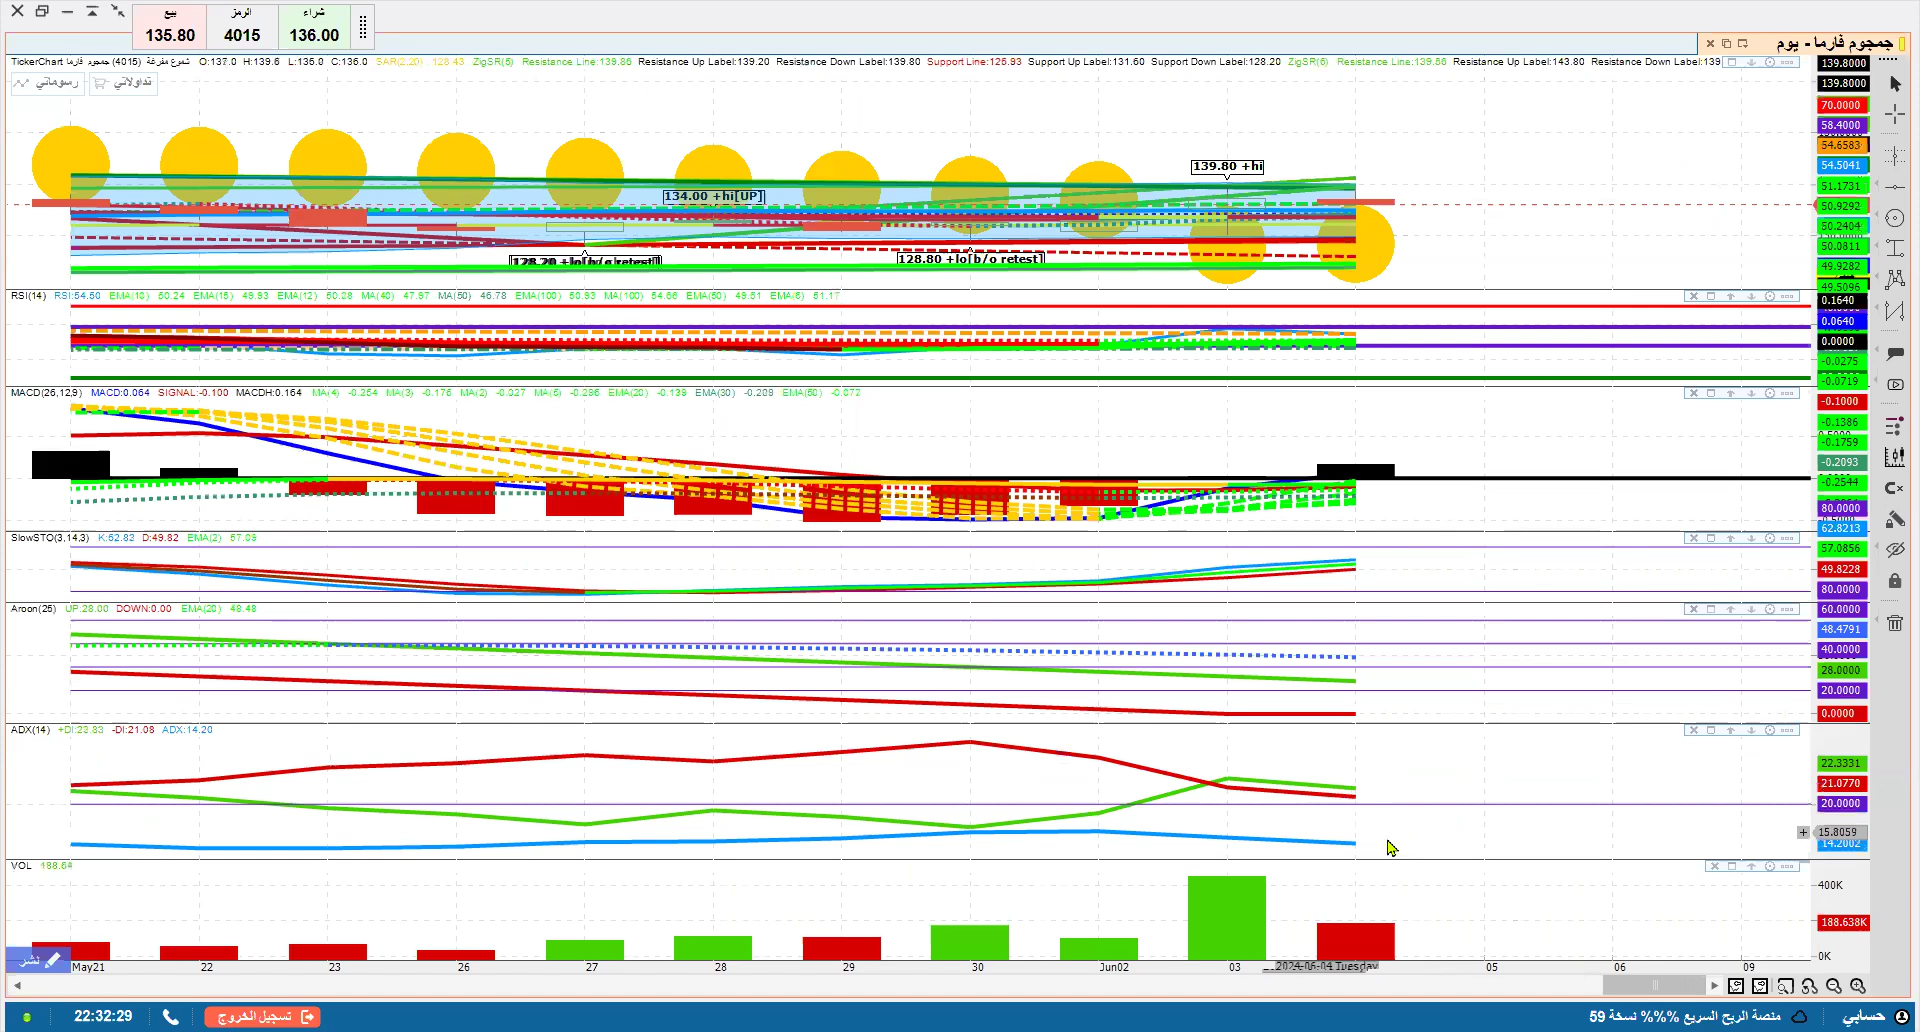 بيع
الرمز
شراء
135.80
4015
136.00
جمجوم فارما - يوم
TickerChart شموع مفرغة (4015) جمجوم فارما O:137.0 H:139.6 L:135.0 C:136.0 SAR(2,20) : 128.43 ZigSR(5) Resistance Line:139.86 Resistance Up Label:139.20 Resistance Down Label:139.80 Support Line:125.93 Support Up Label:131.60 Support Down Label:128.20 ZigSR(6) Resistance Line:139.86 Resistance Up Label:143.80 Resistance Down Label:139
رسوماتي
تداولاتي
139.80 +hi
134.00 +hi[UP]
128.20 +lo[b/o retest]
128.80 +lo[b/o retest]
139.8000
139.8000
70.0000
58.4000
54.6583
54.5041
51.1731
50.9292
50.2404
50.0811
49.9282
49.5096
RSI(14) RSI:54.50 EMA(10) 50.24 EMA(15) 49.93 EMA(12) 50.08 MA(40) 47.97 MA(50) 46.78 EMA(100) 50.93 MA(100) 54.66 EMA(50) 49.51 EMA(5) 51.17
0.1640
0.0640
0.0000
-0.0275
-0.0719
MACD(26,12,9) MACD:0.064 SIGNAL:-0.100 MACDH:0.164 MA(4) -0.254 MA(3) -0.176 MA(2) -0.027 MA(5) -0.296 EMA(20) -0.139 EMA(30) -0.209 EMA(50) -0.072
-0.1000
-0.1386
-0.1759
-0.2093
-0.2544
80.0000
62.8213
SlowSTO(3,14,3) K:62.82 D:49.82 EMA(2) 57.09
57.0856
49.8228
80.0000
60.0000
Aroon(25) UP:28.00 DOWN:0.00 EMA(20) 48.48
48.4791
40.0000
28.0000
20.0000
0.0000
ADX(14) +DI:23.83 -DI:21.08 ADX:14.20
22.3331
21.0770
20.0000
15.8059
14.2002
VOL 188.64
400K
188.638K
0K
نشر
May21 22 23 26 27 28 29 30 Jun02 03 2024-06-04 Tuesday 05 06 09
22:32:29
تسجيل الخروج
منصة الربح السريع %%% نسخة 59
حسابي